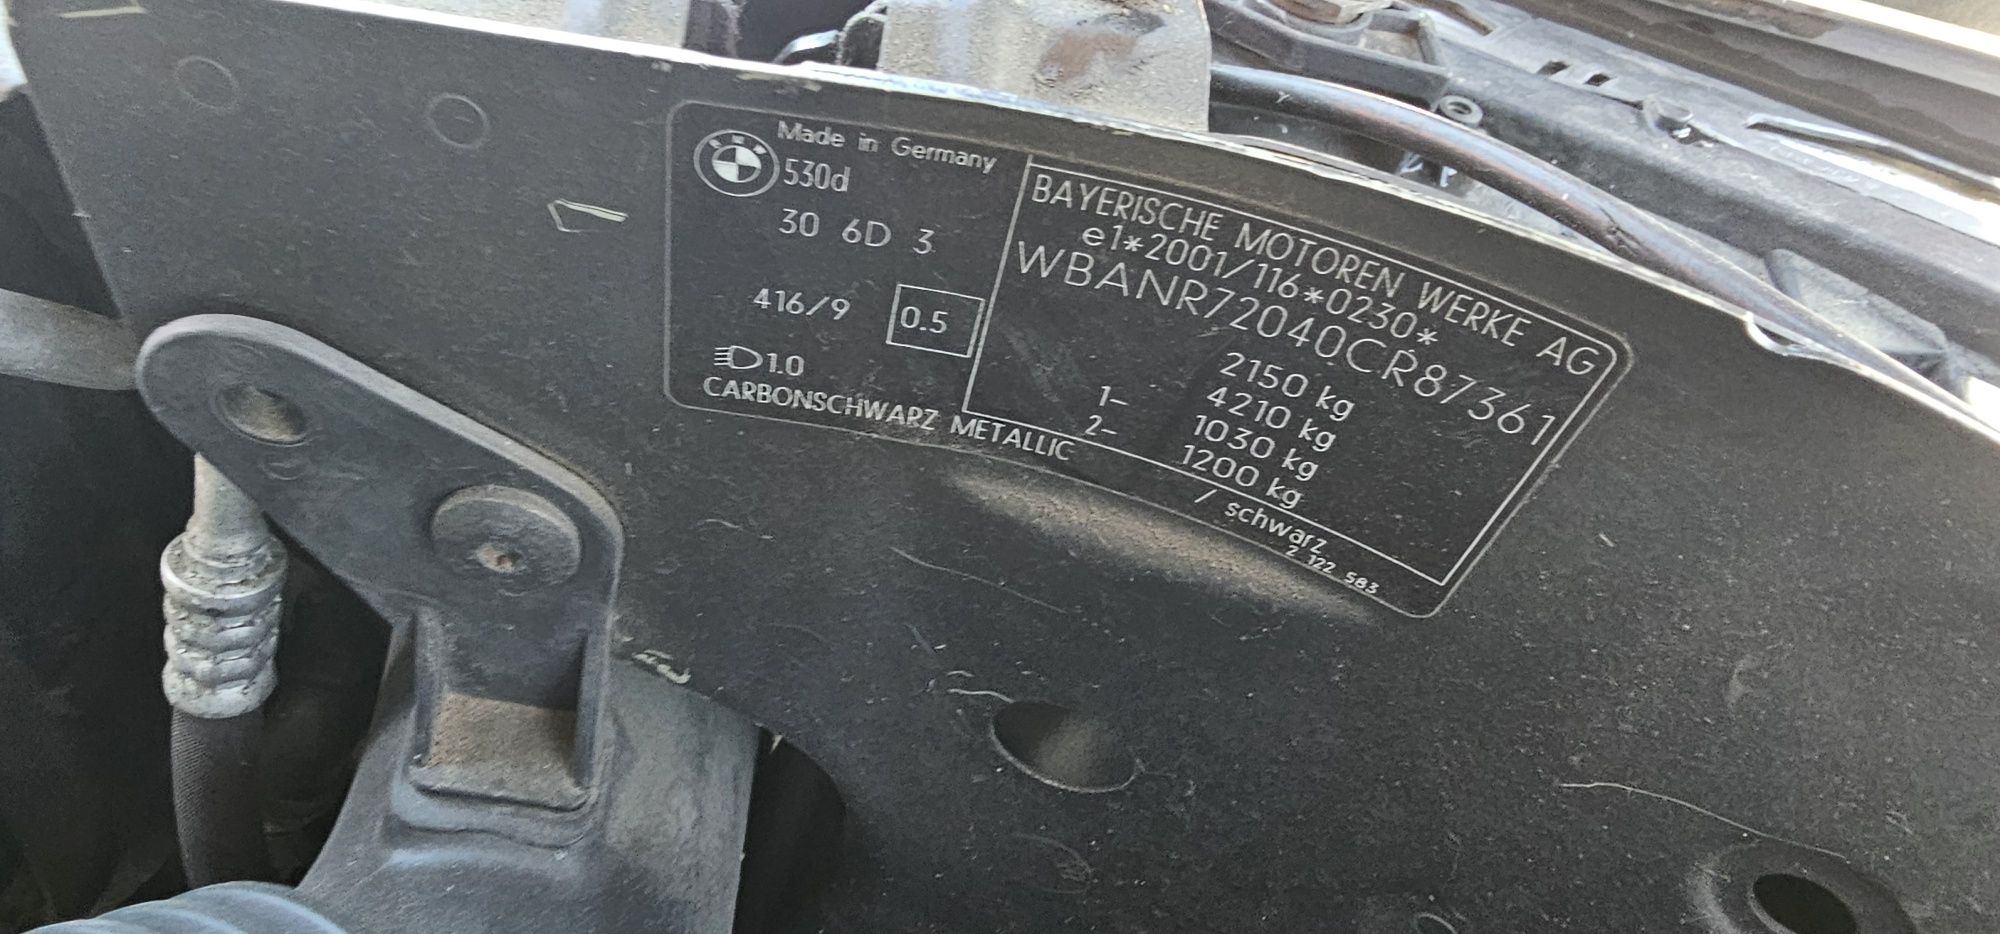 Made in Germany
530d
30 6D 3
416/9 0.5
1.0
CARBONSCHWARZ METALLIC / schwarz
2 122 583
BAYERISCHE MOTOREN WERKE AG
e1*2001/116*0230*
WBANR72040CR87361
2150 kg
4210 kg
1- 1030 kg
2- 1200 kg